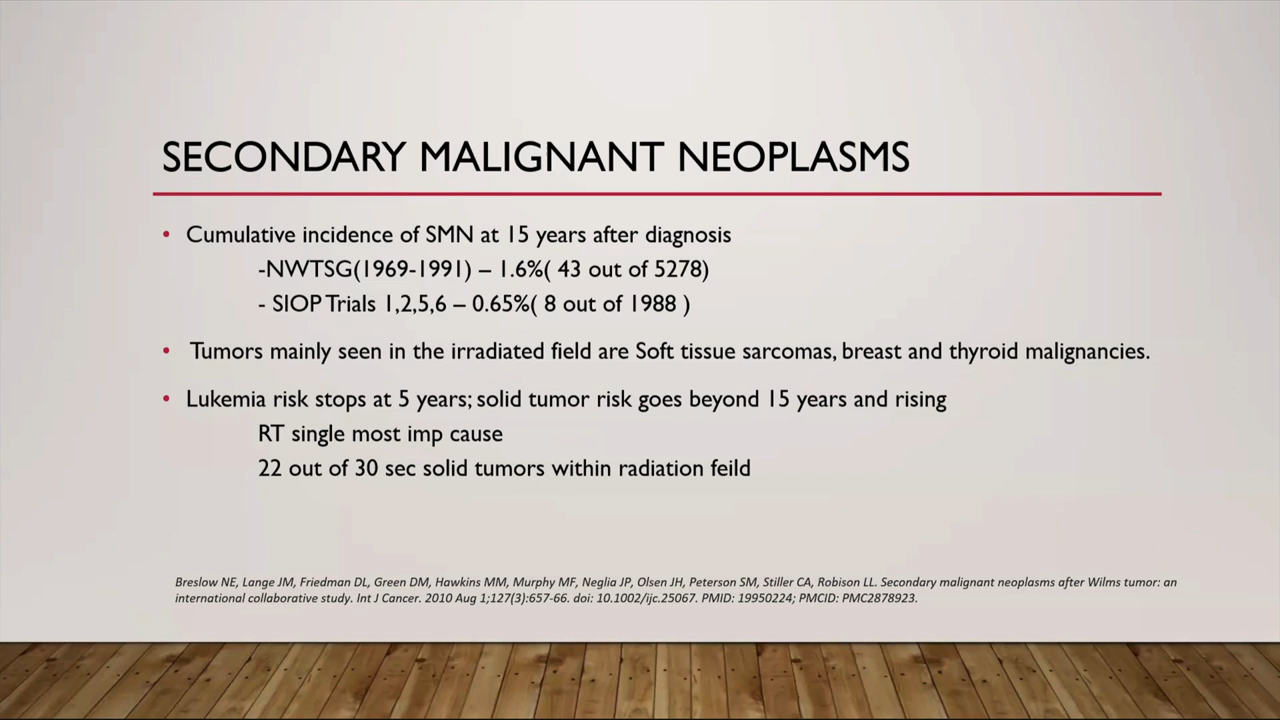 SECONDARY MALIGNANT NEOPLASMS
• Cumulative incidence of SMN at 15 years after diagnosis
-NWTSG(1969-1991) – 1.6%( 43 out of 5278)
- SIOP Trials 1,2,5,6 – 0.65%( 8 out of 1988 )
• Tumors mainly seen in the irradiated field are Soft tissue sarcomas, breast and thyroid malignancies.
• Lukemia risk stops at 5 years; solid tumor risk goes beyond 15 years and rising
RT single most imp cause
22 out of 30 sec solid tumors within radiation feild
Breslow NE, Lange JM, Friedman DL, Green DM, Hawkins MM, Murphy MF, Neglia JP, Olsen JH, Peterson SM, Stiller CA, Robison LL. Secondary malignant neoplasms after Wilms tumor: an
international collaborative study. Int J Cancer. 2010 Aug 1;127(3):657-66. doi: 10.1002/ijc.25067. PMID: 19950224; PMCID: PMC2878923.